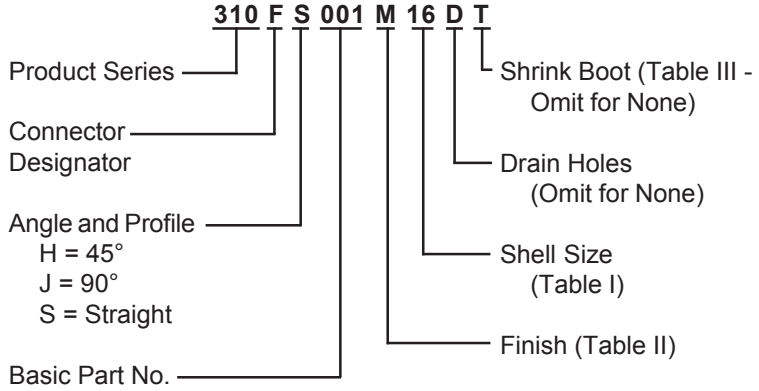 310 F S 001 M 16 D T
Product Series
Connector
Designator
Angle and Profile
H = 45°
J = 90°
S = Straight
Basic Part No.
Shrink Boot (Table III -
Omit for None)
Drain Holes
(Omit for None)
Shell Size
(Table I)
Finish (Table II)